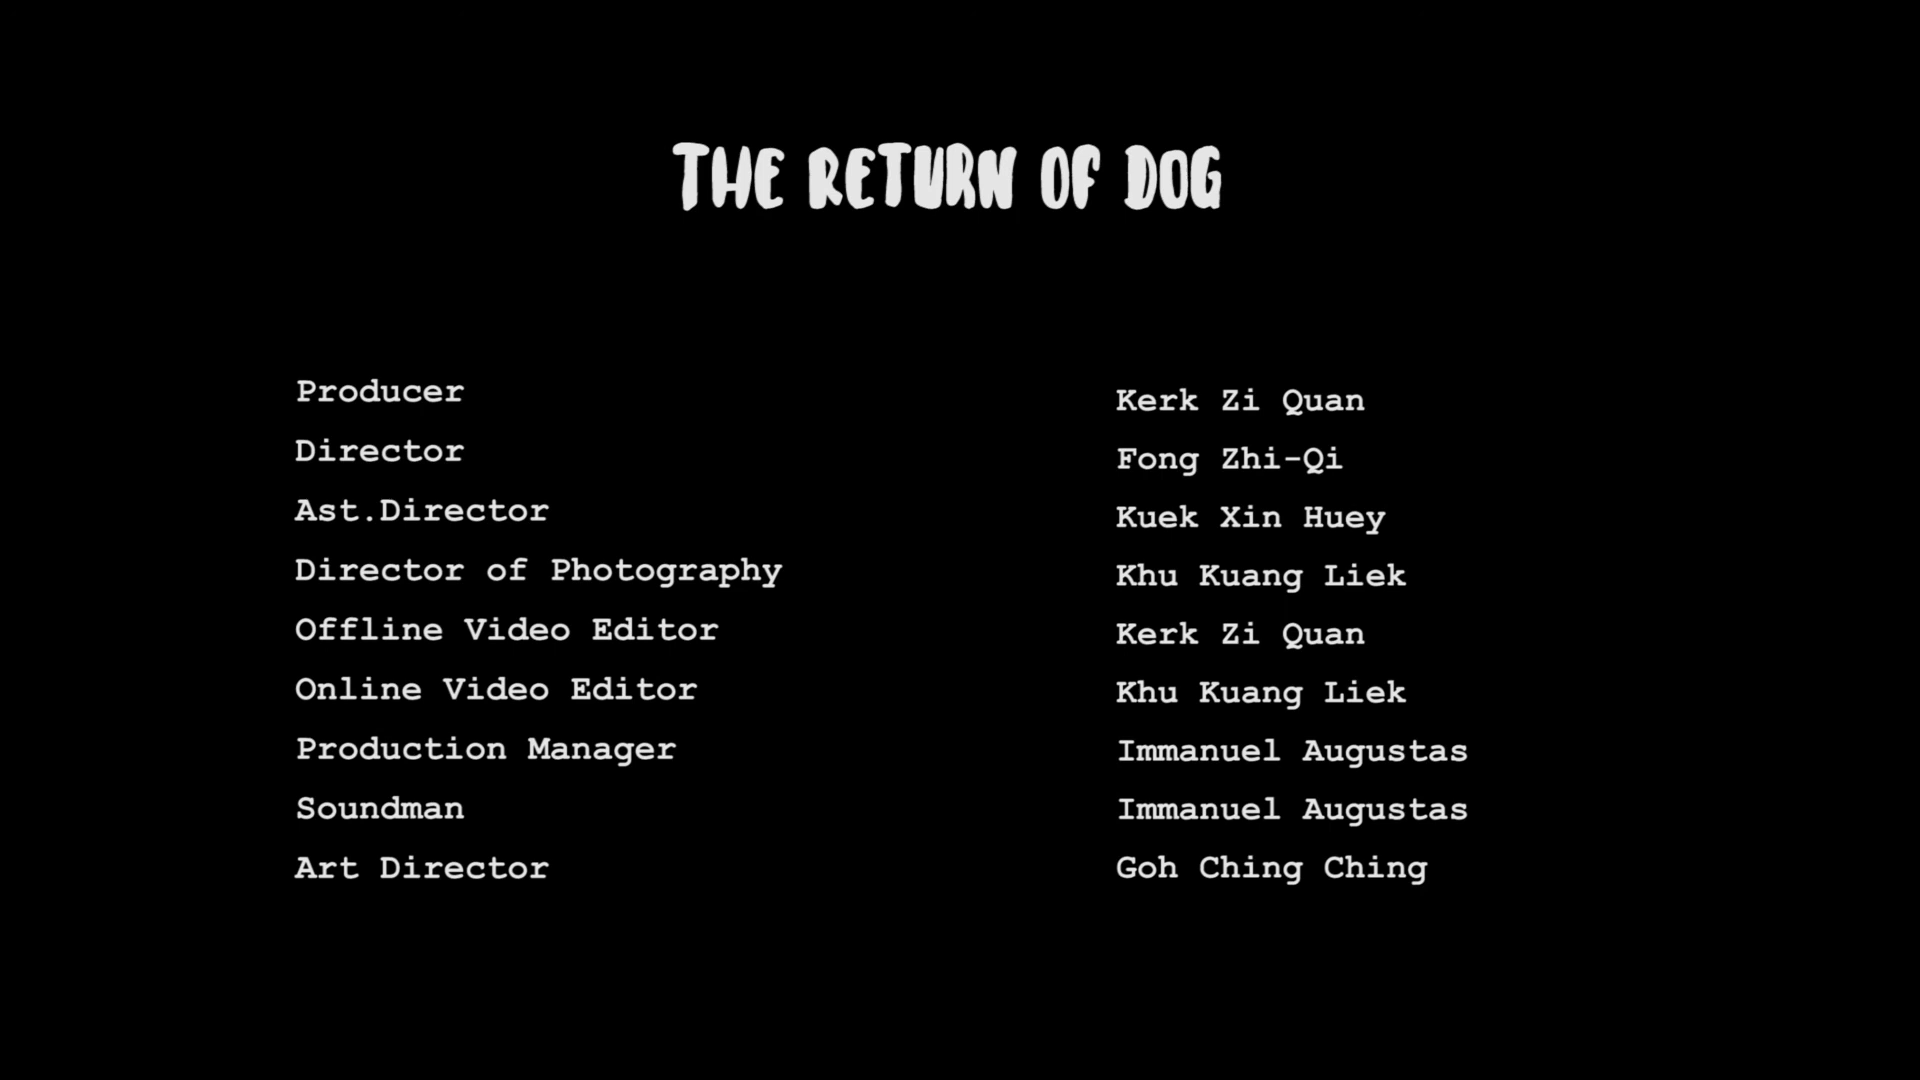 THE RETURN OF DOG
Producer Kerk Zi Quan
Director Fong Zhi-Qi
Ast.Director Kuek Xin Huey
Director of Photography Khu Kuang Liek
Offline Video Editor Kerk Zi Quan
Online Video Editor Khu Kuang Liek
Production Manager Immanuel Augustas
Soundman Immanuel Augustas
Art Director Goh Ching Ching